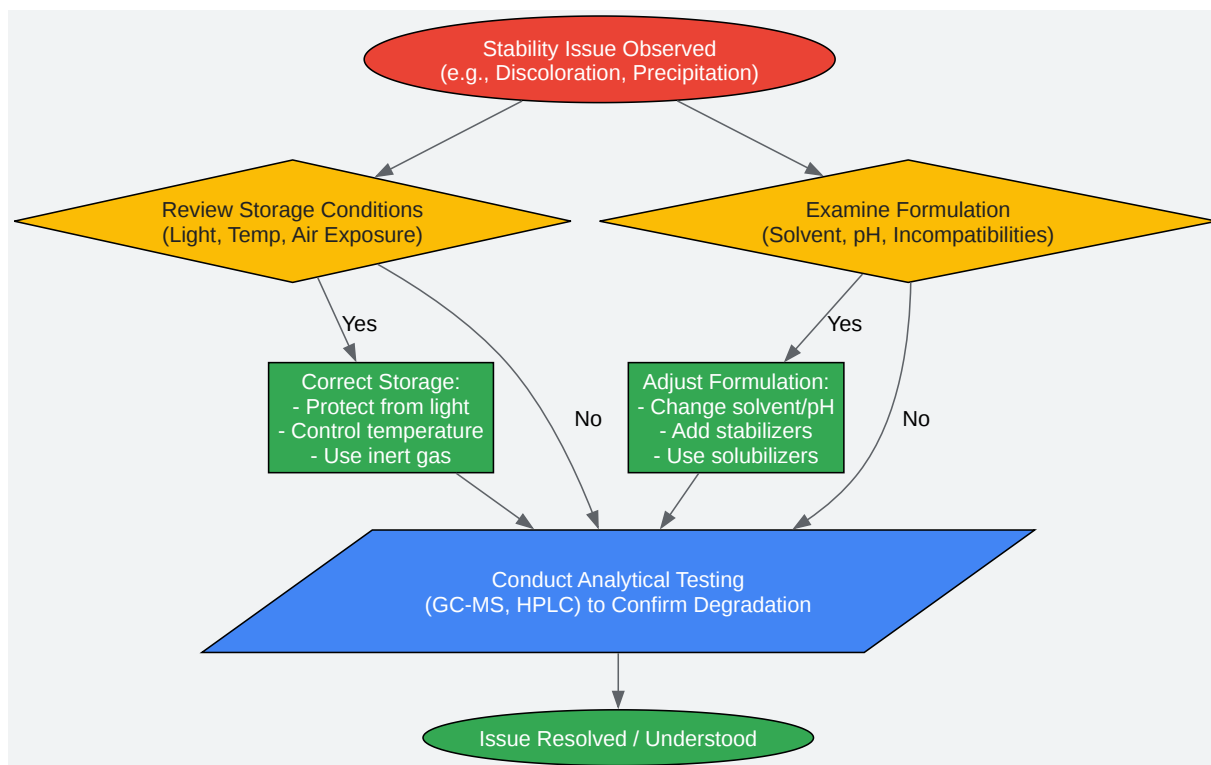 Stability Issue Observed
(e.g., Discoloration, Precipitation)
Review Storage Conditions
(Light, Temp, Air Exposure)
Examine Formulation
(Solvent, pH, Incompatibilities)
Yes
Yes
Correct Storage:
- Protect from light
- Control temperature
- Use inert gas
No
Adjust Formulation:
- Change solvent/pH
- Add stabilizers
- Use solubilizers
No
Conduct Analytical Testing
(GC-MS, HPLC) to Confirm Degradation
Issue Resolved / Understood